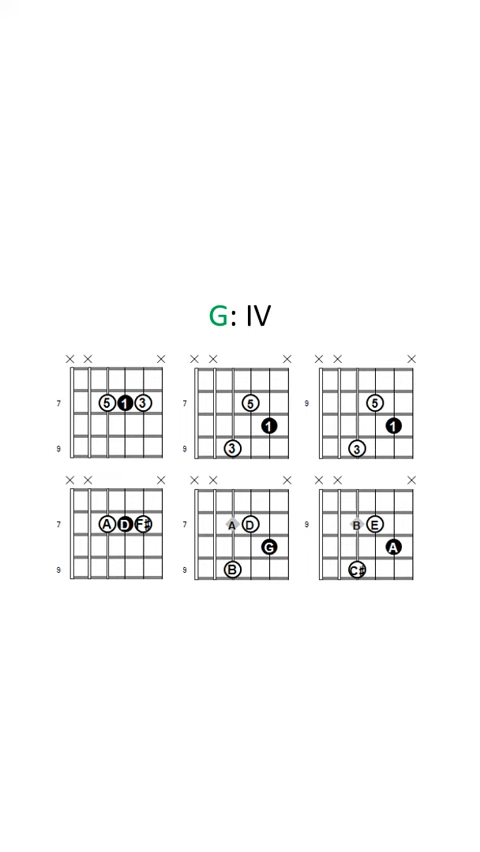 G: IV
X X X X X X X X X
7 5 1 3 7 5 9 5
1 1
9 3 9 3
X X X X X X X X X
7 A D F# 7 A D 9 B E
G A
9 B 9 C#